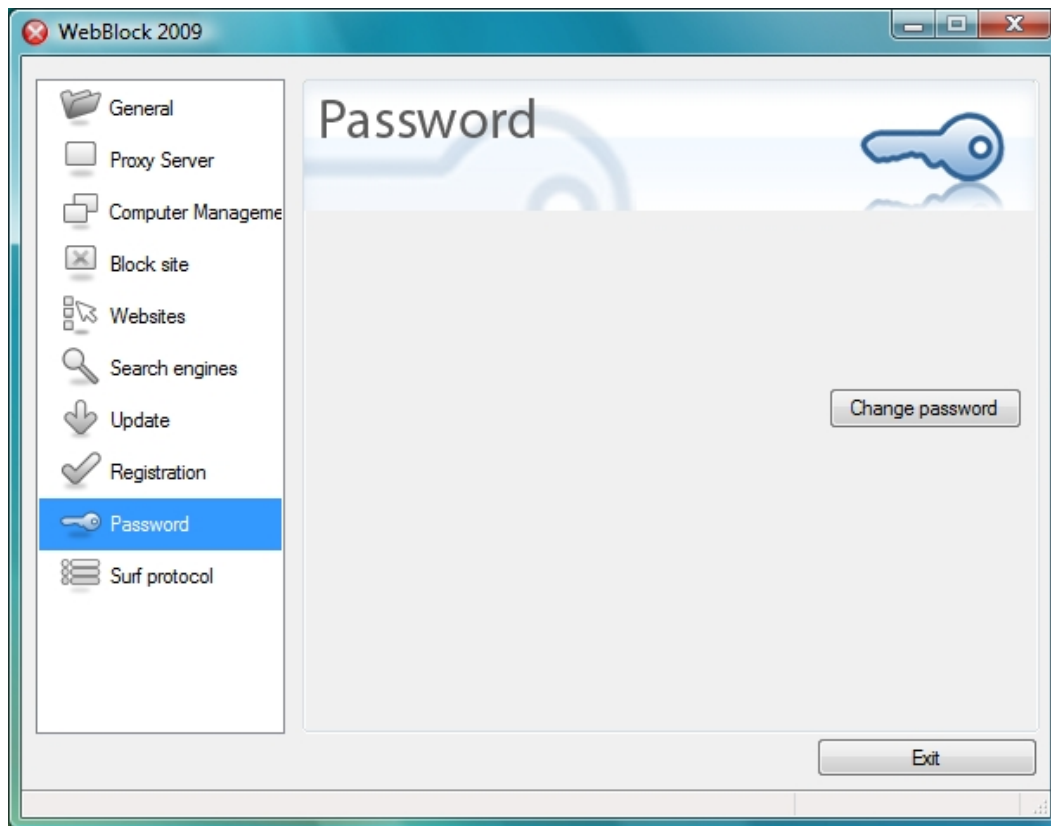 WebBlock 2009
General
Proxy Server
Computer Manageme
Block site
Websites
Search engines
Update
Registration
Password
Surf protocol
Password
Change password
Exit